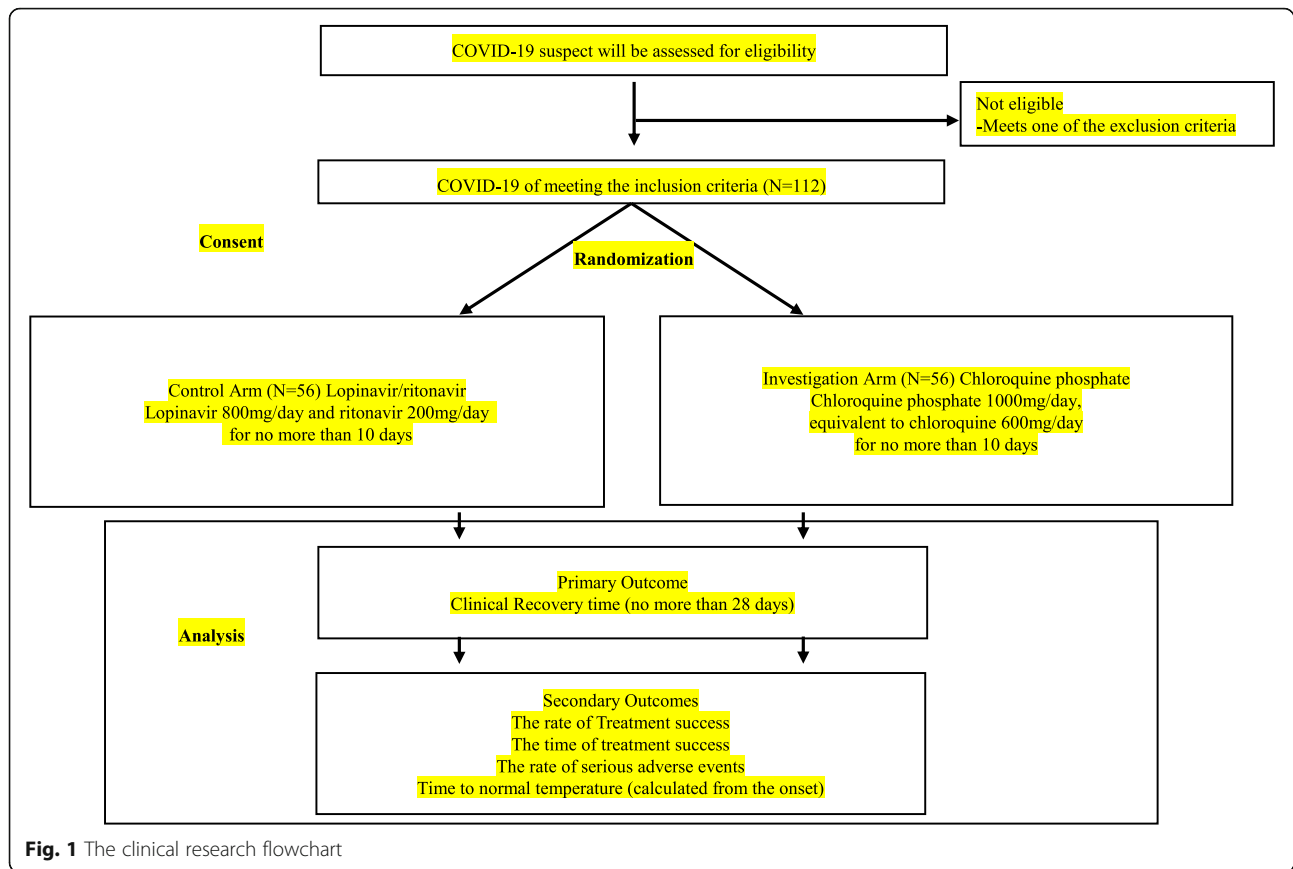 COVID-19 suspect will be assessed for eligibility
Not eligible
-Meets one of the exclusion criteria
COVID-19 of meeting the inclusion criteria (N=112)
Consent
Randomization
Control Arm (N=56) Lopinavir/ritonavir
Lopinavir 800mg/day and ritonavir 200mg/day
for no more than 10 days
Investigation Arm (N=56) Chloroquine phosphate
Chloroquine phosphate 1000mg/day,
equivalent to chloroquine 600mg/day
for no more than 10 days
Primary Outcome
Clinical Recovery time (no more than 28 days)
Analysis
Secondary Outcomes
The rate of Treatment success
The time of treatment success
The rate of serious adverse events
Time to normal temperature (calculated from the onset)
Fig. 1 The clinical research flowchart